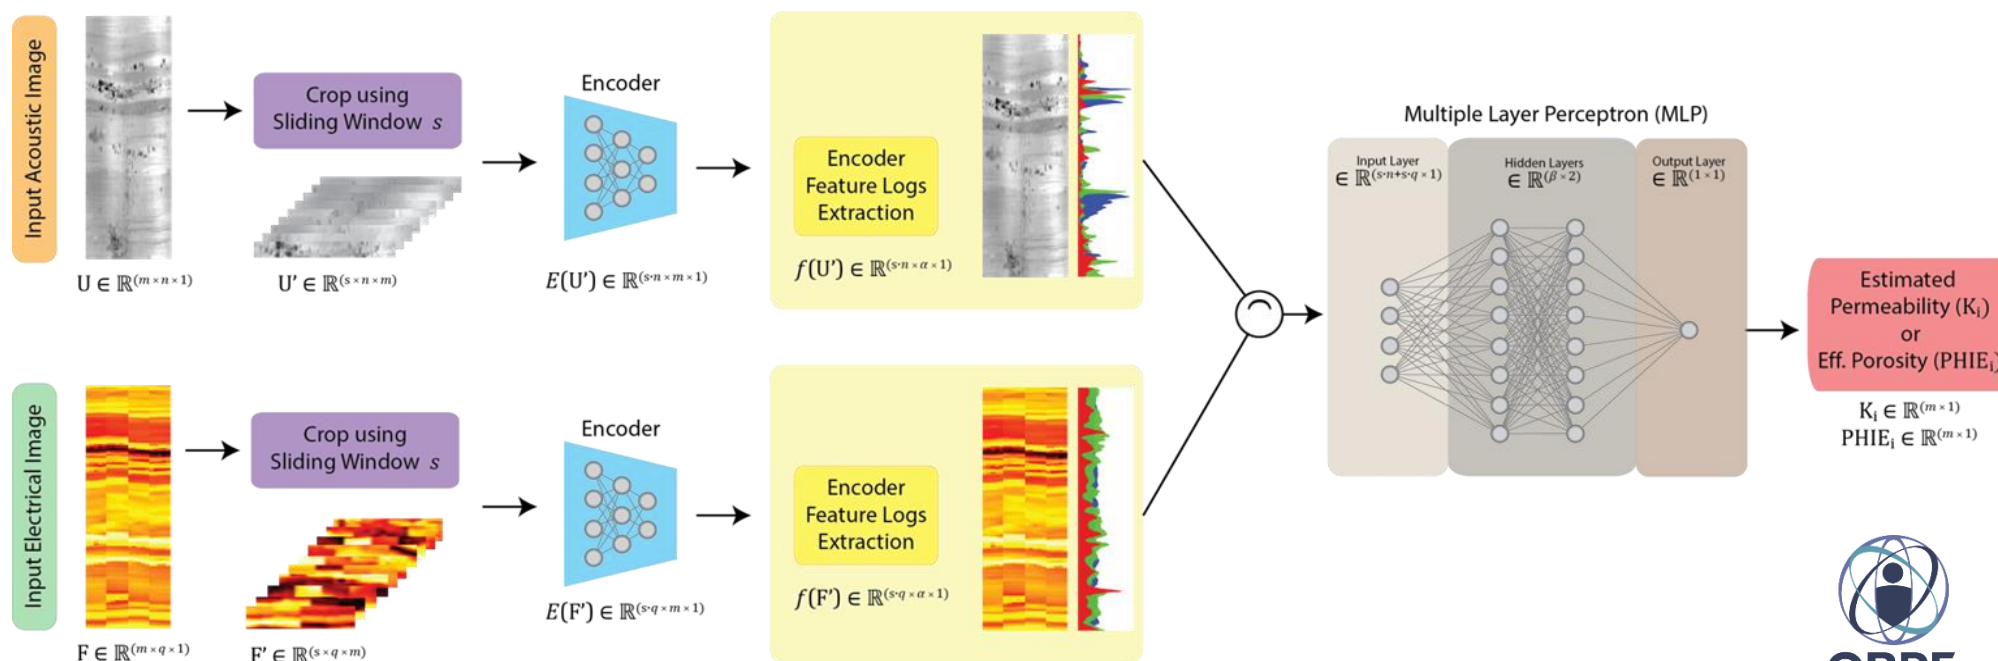 Input Acoustic Image
U ∈ ℝ(m × n × 1)
Crop using
Sliding Window s
U' ∈ ℝ(s × n × m)
Encoder
E(U') ∈ ℝ(s·n × m × 1)
Encoder
Feature Logs
Extraction
f(U') ∈ ℝ(s·n × α × 1)
Input Electrical Image
F ∈ ℝ(m × q × 1)
Crop using
Sliding Window s
F' ∈ ℝ(s × q × m)
Encoder
E(F') ∈ ℝ(s·q × m × 1)
Encoder
Feature Logs
Extraction
f(F') ∈ ℝ(s·q × α × 1)
Multiple Layer Perceptron (MLP)
Input Layer
∈ ℝ(s·n+s·q × 1)
Hidden Layers
∈ ℝ(β × 2)
Output Layer
∈ ℝ(1 × 1)
Estimated
Permeability (Ki)
or
Eff. Porosity (PHIEi)
Ki ∈ ℝ(m × 1)
PHIEi ∈ ℝ(m × 1)